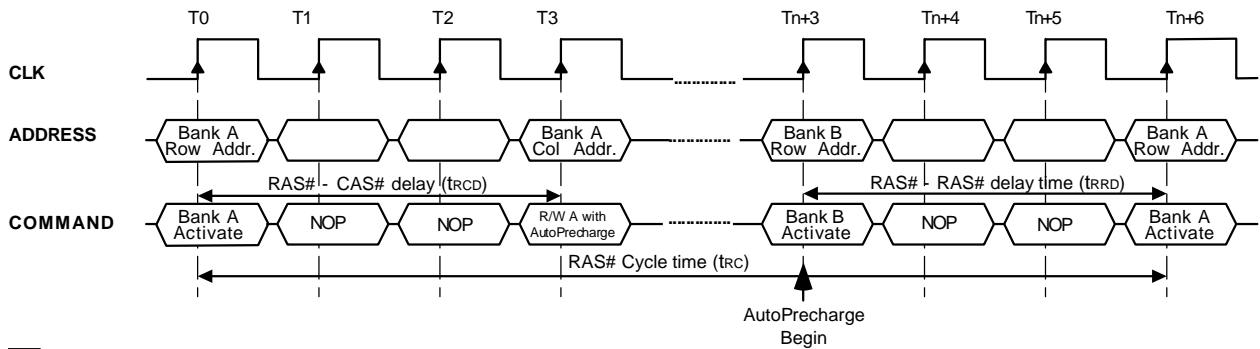 T0 T1 T2 T3 Tn+3 Tn+4 Tn+5 Tn+6
CLK
ADDRESS
Bank A
Row Addr.
Bank A
Col Addr.
Bank B
Row Addr.
Bank A
Row Addr.
RAS# - CAS# delay (tRCD)
RAS# - RAS# delay time (tRRD)
COMMAND
Bank A
Activate
NOP
NOP
R/W A with
AutoPrecharge
Bank B
Activate
NOP
NOP
Bank A
Activate
RAS# Cycle time (tRC)
AutoPrecharge
Begin